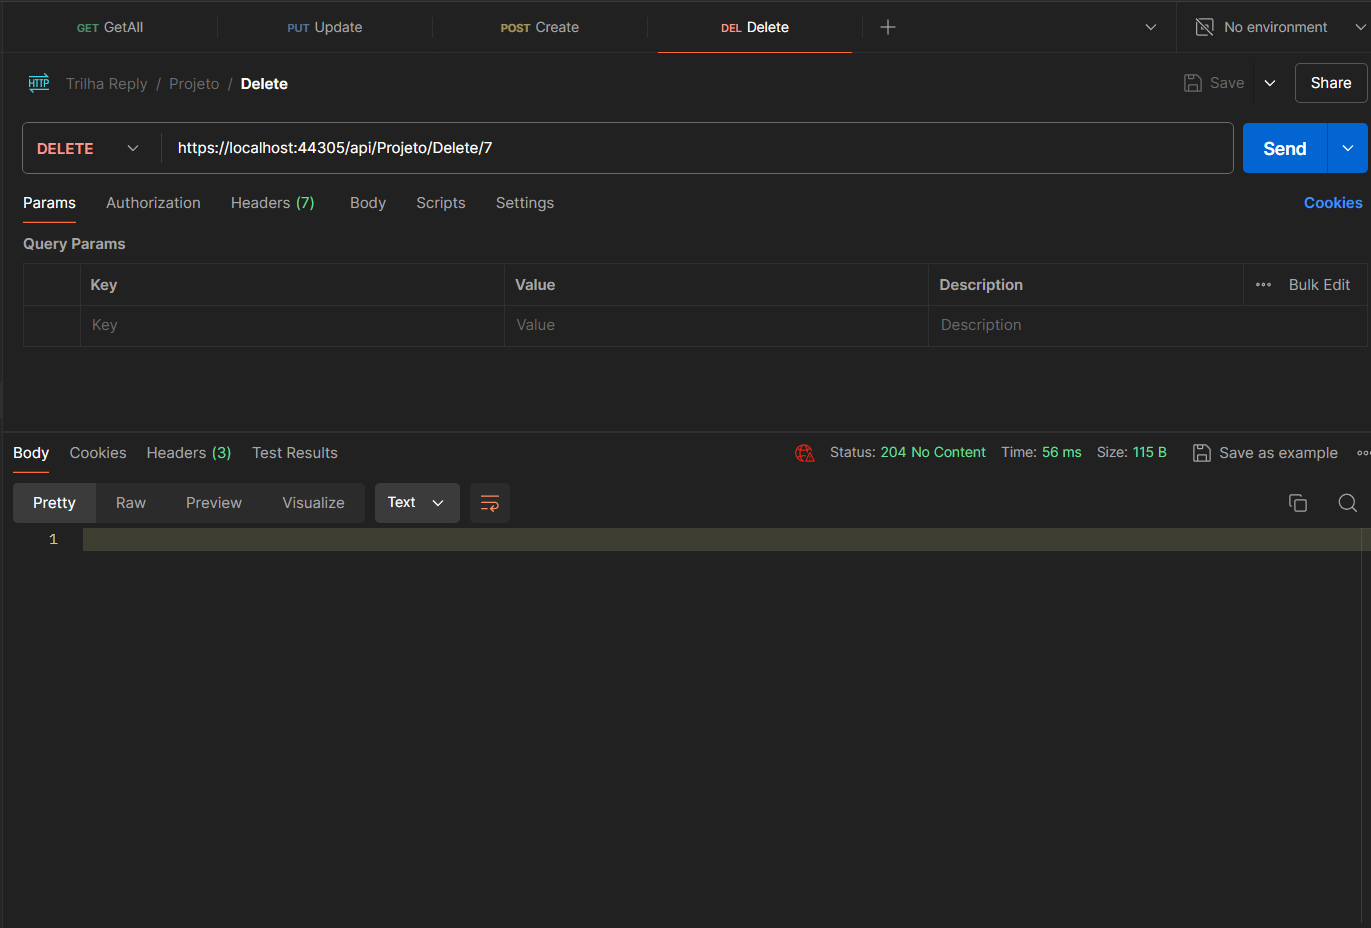 GET GetAll PUT Update POST Create DEL Delete No environment
HTTP Trilha Reply / Projeto / Delete Save Share
DELETE https://localhost:44305/api/Projeto/Delete/7 Send
Params Authorization Headers (7) Body Scripts Settings Cookies
Query Params
Key Value Description Bulk Edit
Key Value Description
Body Cookies Headers (3) Test Results Status: 204 No Content Time: 56 ms Size: 115 B Save as example
Pretty Raw Preview Visualize Text
1